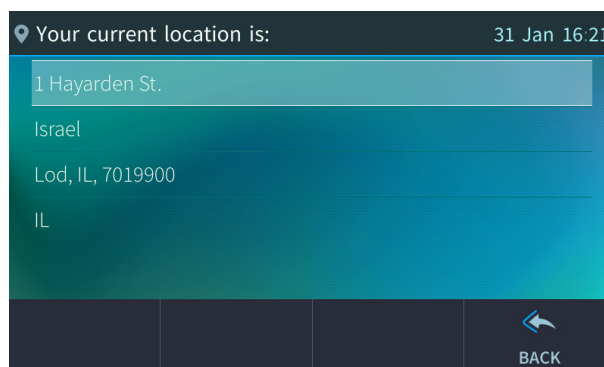 Your current location is:
31 Jan 16:21
1 Hayarden St.
Israel
Lod, IL, 7019900
IL
BACK